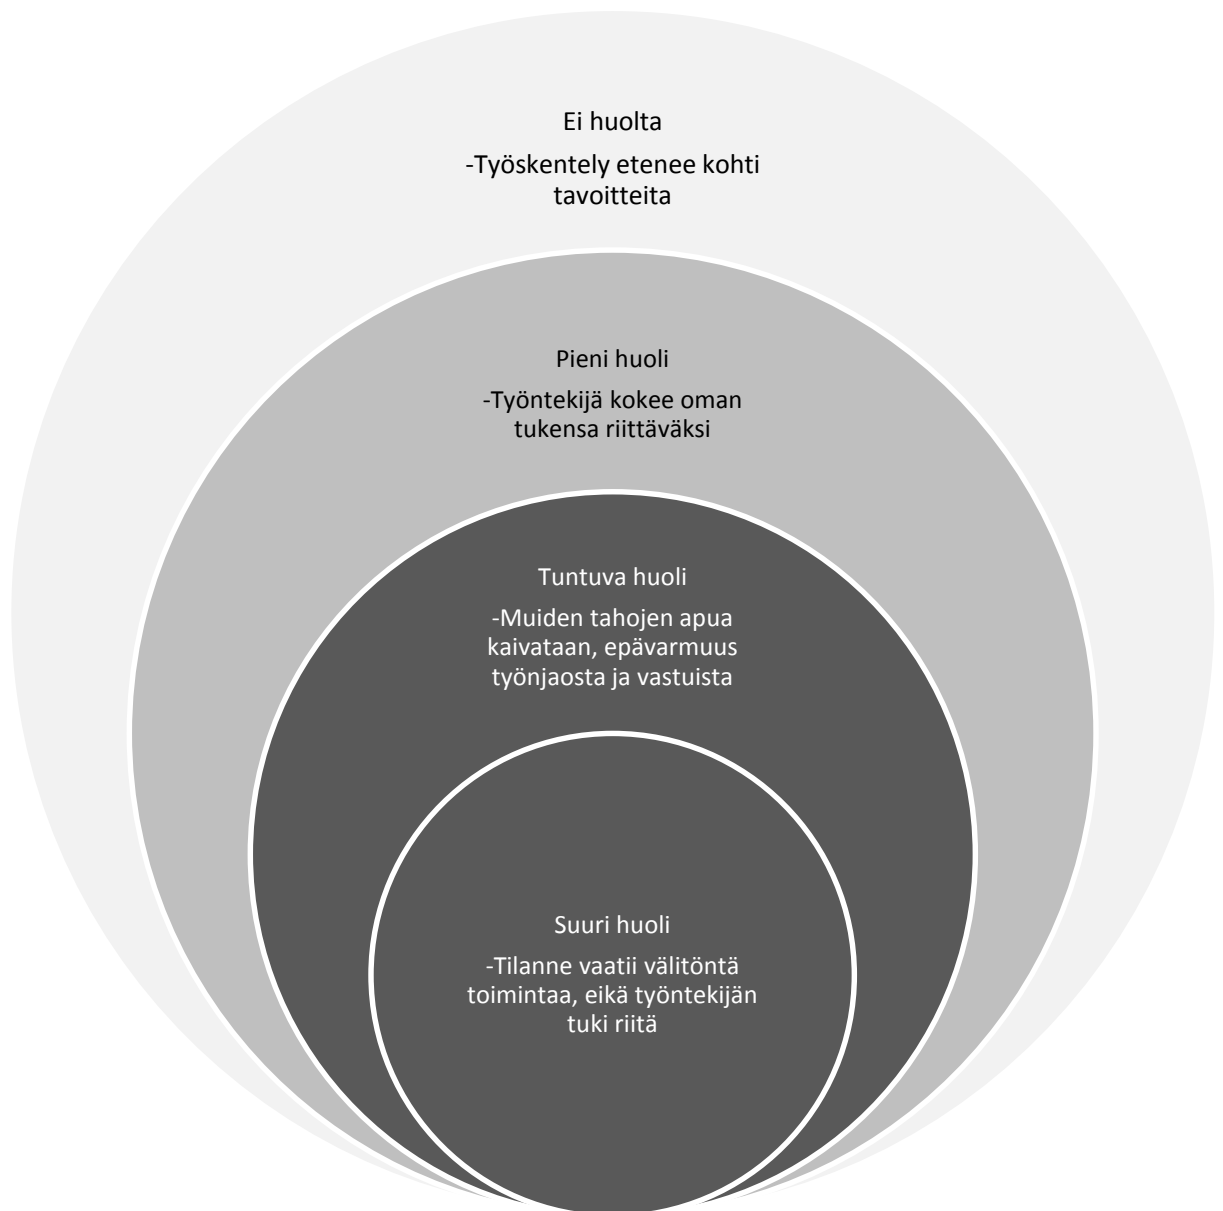 Ei huolta
-Työskentely etenee kohti
tavoitteita
Pieni huoli
-Työntekijä kokee oman
tukensa riittäväksi
Tuntuva huoli
-Muiden tahojen apua
kaivataan, epävarmuus
työnjaosta ja vastuista
Suuri huoli
-Tilanne vaatii välitöntä
toimintaa, eikä työntekijän
tuki riitä